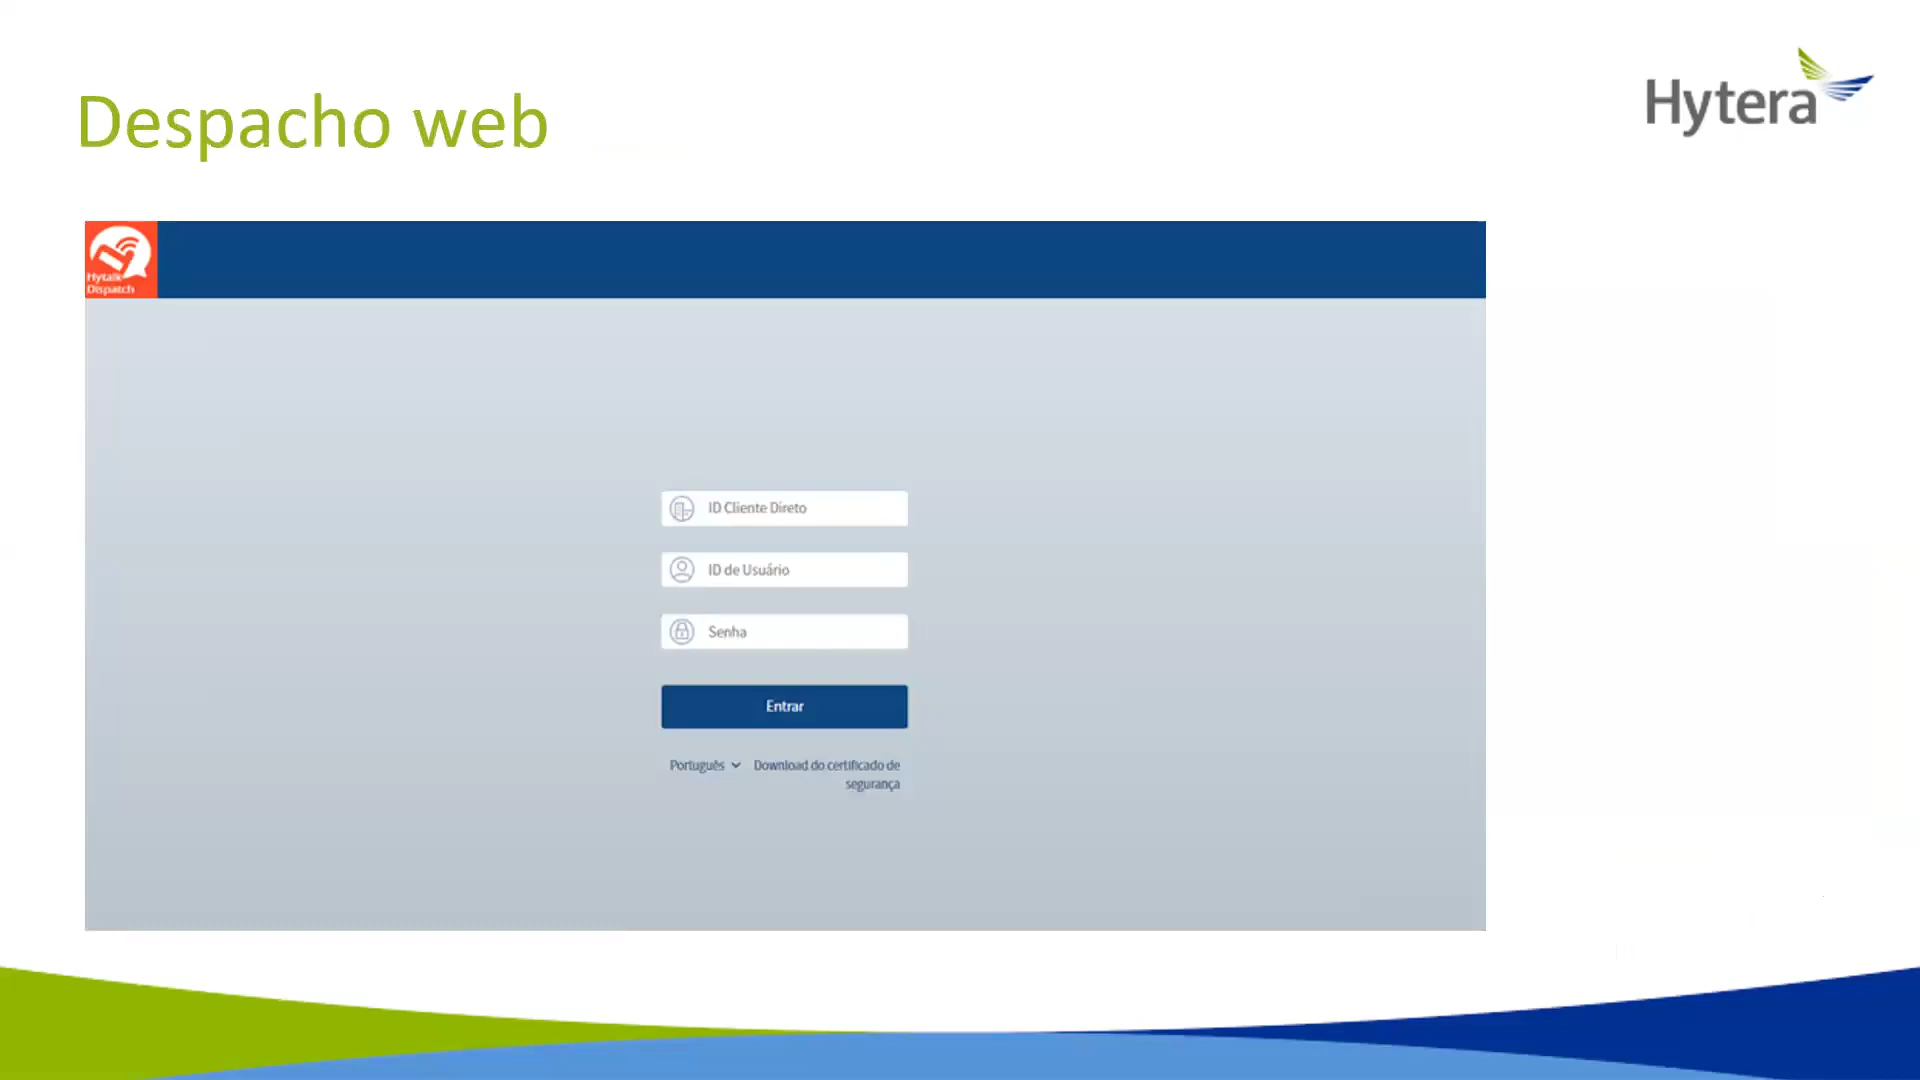 Despacho web
Hytera
Hytalk
Dispatch
ID Cliente Direto
ID de Usuário
Senha
Entrar
Português
Download do certificado de
segurança